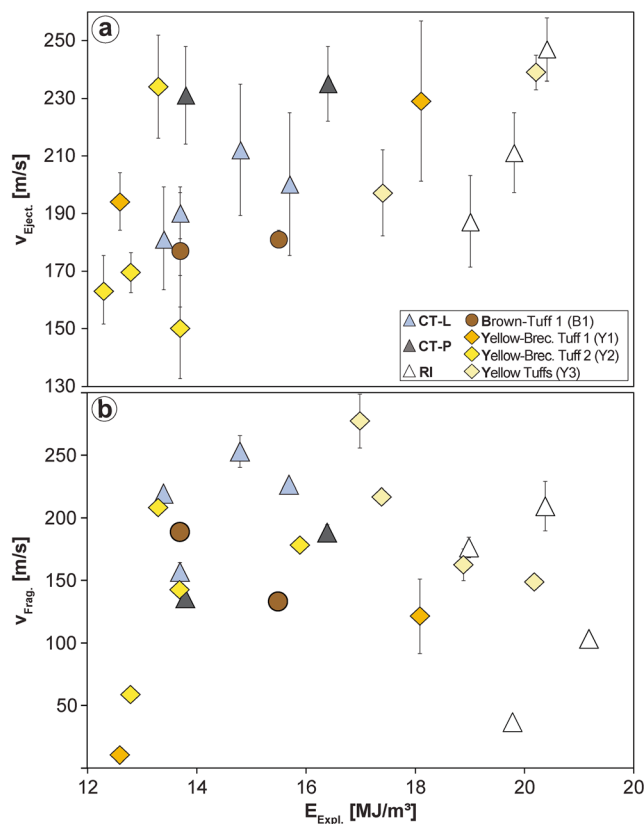 a
250
230
210
190
170
150
130
vEject. [m/s]
CT-L
CT-P
RI
Brown-Tuff 1 (B1)
Yellow-Brec. Tuff 1 (Y1)
Yellow-Brec. Tuff 2 (Y2)
Yellow Tuffs (Y3)
b
250
200
150
100
50
vFrag. [m/s]
12 14 16 18 20 20
EExpl. [MJ/m³]